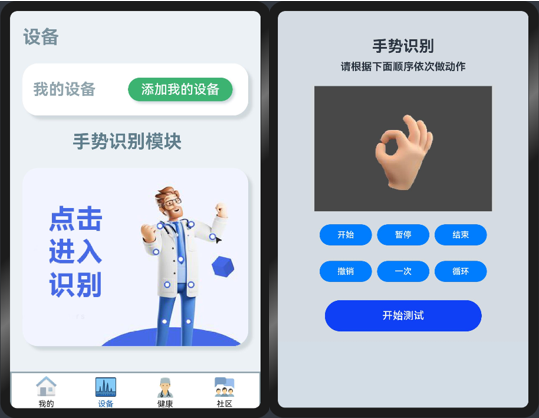 设备
我的设备
添加我的设备
手势识别模块
点击
进入
识别
我的
设备
健康
社区
手势识别
请根据下面顺序依次做动作
开始
暂停
结束
撤销
一次
循环
开始测试